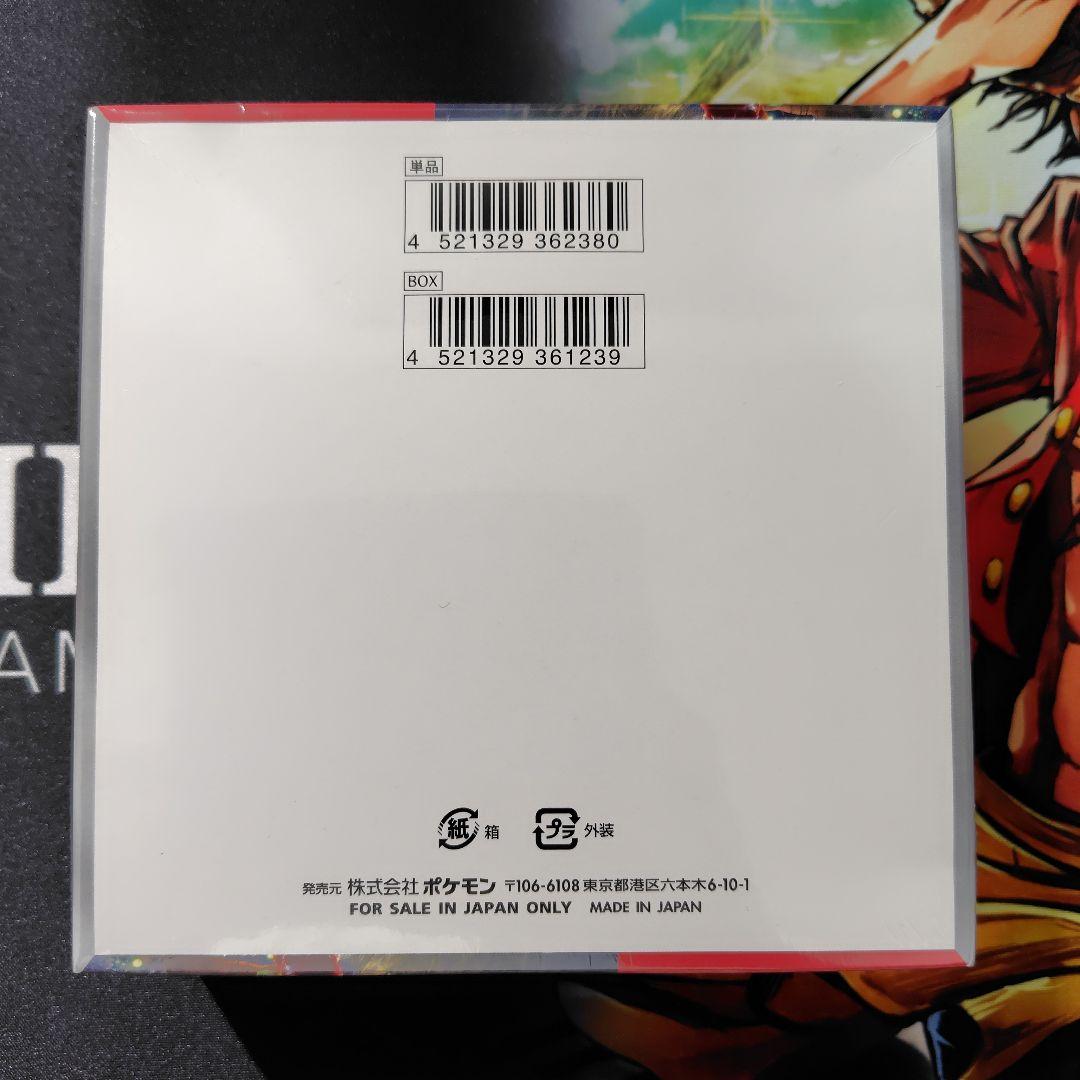 単品
4 521329 362380
BOX
4 521329 361239
紙 箱 プラ 外装
発売元 株式会社 ポケモン 〒106-6108 東京都港区六本木6-10-1
FOR SALE IN JAPAN ONLY MADE IN JAPAN